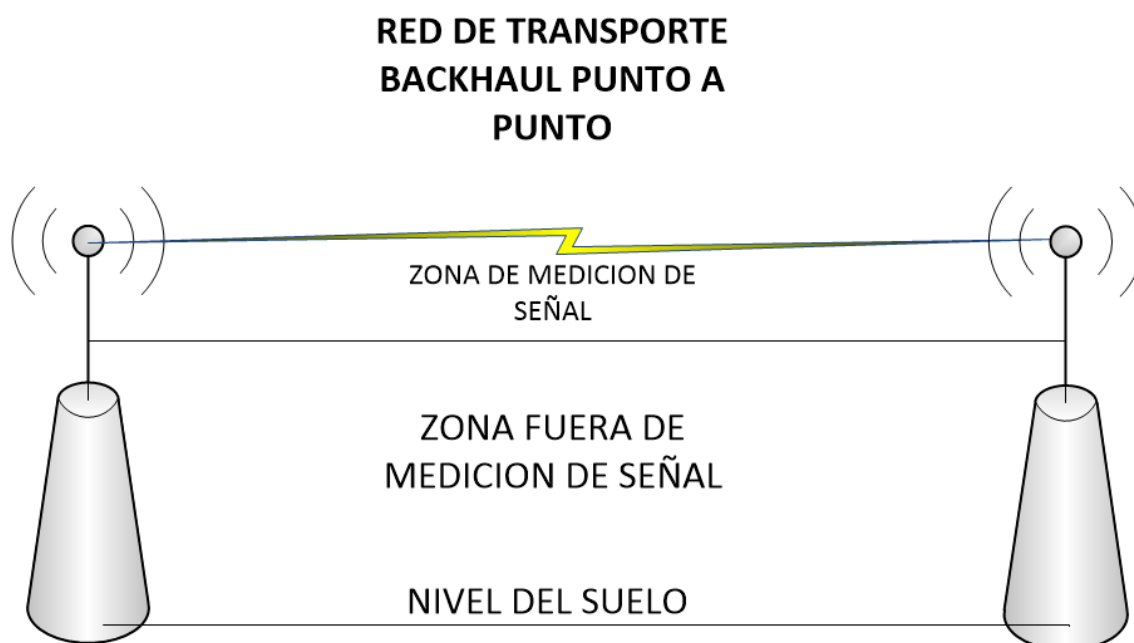 RED DE TRANSPORTE
BACKHAUL PUNTO A
PUNTO
ZONA DE MEDICION DE
SEÑAL
ZONA FUERA DE
MEDICION DE SEÑAL
NIVEL DEL SUELO